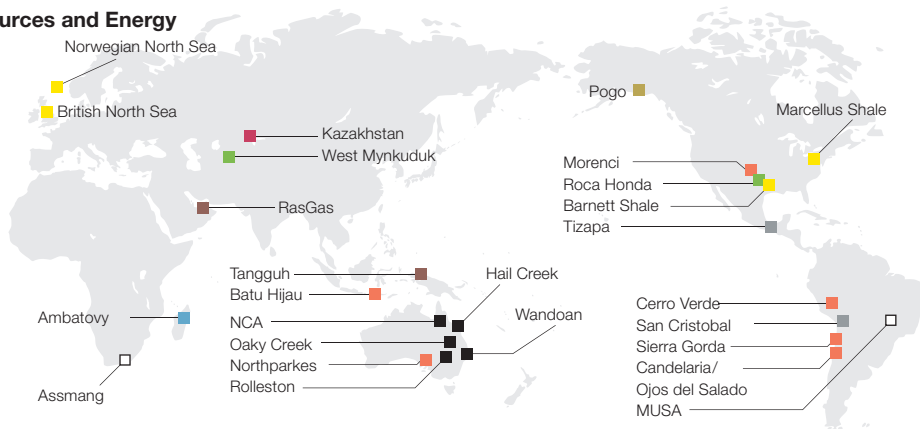 urces and Energy
Norwegian North Sea
British North Sea
Kazakhstan
West Mynkuduk
RasGas
Tangguh
Batu Hijau
Hail Creek
Wandoan
NCA
Oaky Creek
Northparkes
Rolleston
Ambatovy
Assmang
Pogo
Marcellus Shale
Morenci
Roca Honda
Barnett Shale
Tizapa
Cerro Verde
San Cristobal
Sierra Gorda
Candelaria/
Ojos del Salado
MUSA